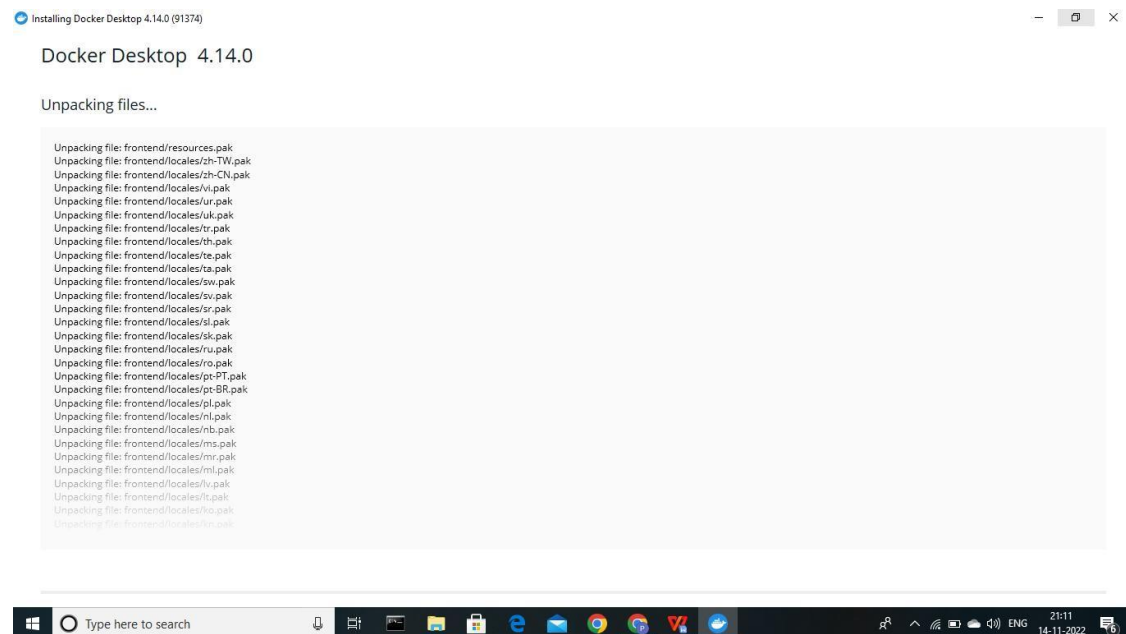 Installing Docker Desktop 4.14.0 (91374)
Docker Desktop 4.14.0
Unpacking files...
Unpacking file: frontend/resources.pak
Unpacking file: frontend/locales/zh-TW.pak
Unpacking file: frontend/locales/zh-CN.pak
Unpacking file: frontend/locales/vi.pak
Unpacking file: frontend/locales/ur.pak
Unpacking file: frontend/locales/uk.pak
Unpacking file: frontend/locales/tr.pak
Unpacking file: frontend/locales/th.pak
Unpacking file: frontend/locales/te.pak
Unpacking file: frontend/locales/ta.pak
Unpacking file: frontend/locales/sw.pak
Unpacking file: frontend/locales/sv.pak
Unpacking file: frontend/locales/sr.pak
Unpacking file: frontend/locales/sl.pak
Unpacking file: frontend/locales/sk.pak
Unpacking file: frontend/locales/ru.pak
Unpacking file: frontend/locales/ro.pak
Unpacking file: frontend/locales/pt-PT.pak
Unpacking file: frontend/locales/pt-BR.pak
Unpacking file: frontend/locales/pl.pak
Unpacking file: frontend/locales/nl.pak
Unpacking file: frontend/locales/nb.pak
Unpacking file: frontend/locales/ms.pak
Unpacking file: frontend/locales/mr.pak
Unpacking file: frontend/locales/ml.pak
Unpacking file: frontend/locales/lv.pak
Unpacking file: frontend/locales/lt.pak
Unpacking file: frontend/locales/ko.pak
Unpacking file: frontend/locales/kn.pak
Type here to search
ENG
21:11
14-11-2022
6